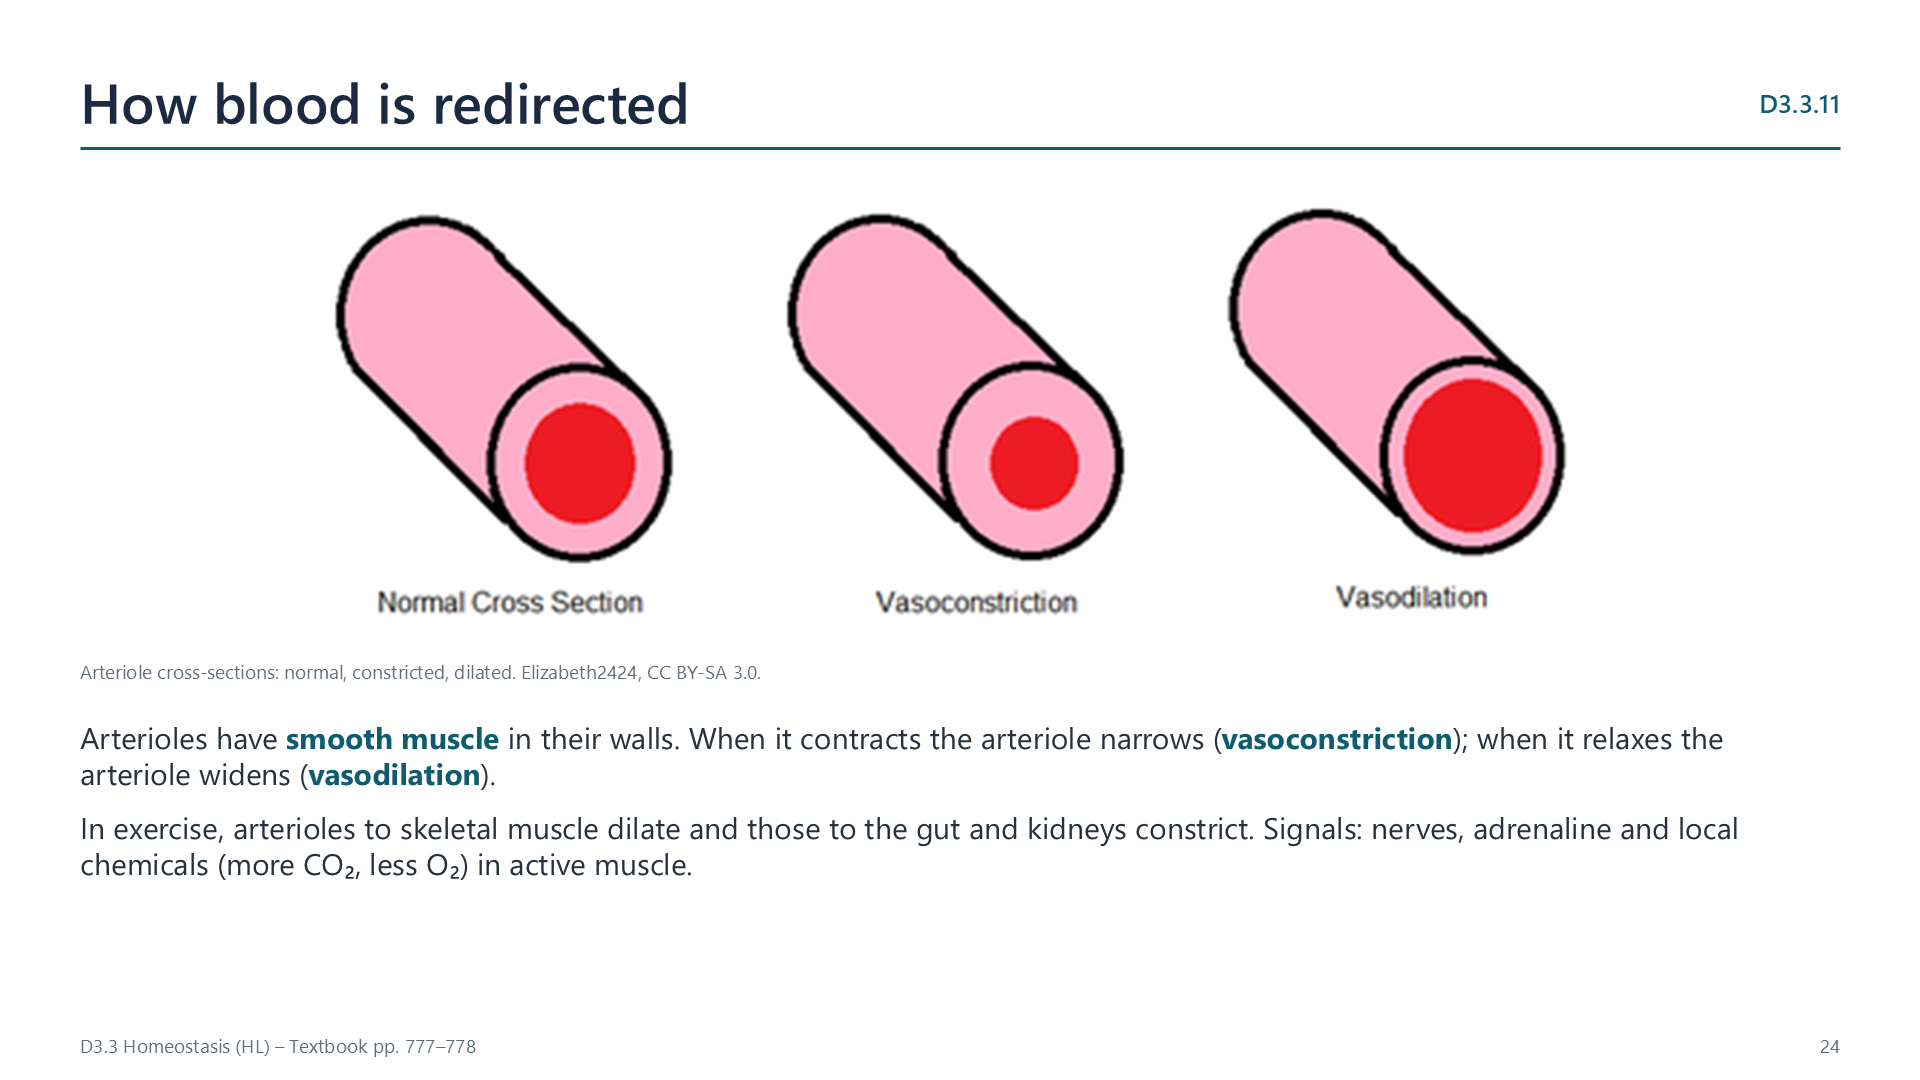 How blood is redirected
D3.3.11
Normal Cross Section
Vasoconstriction
Vasodilation
Arteriole cross-sections: normal, constricted, dilated. Elizabeth2424, CC BY-SA 3.0.
Arterioles have smooth muscle in their walls. When it contracts the arteriole narrows (vasoconstriction); when it relaxes the
arteriole widens (vasodilation).
In exercise, arterioles to skeletal muscle dilate and those to the gut and kidneys constrict. Signals: nerves, adrenaline and local
chemicals (more CO₂, less O₂) in active muscle.
D3.3 Homeostasis (HL) – Textbook pp. 777–778
24